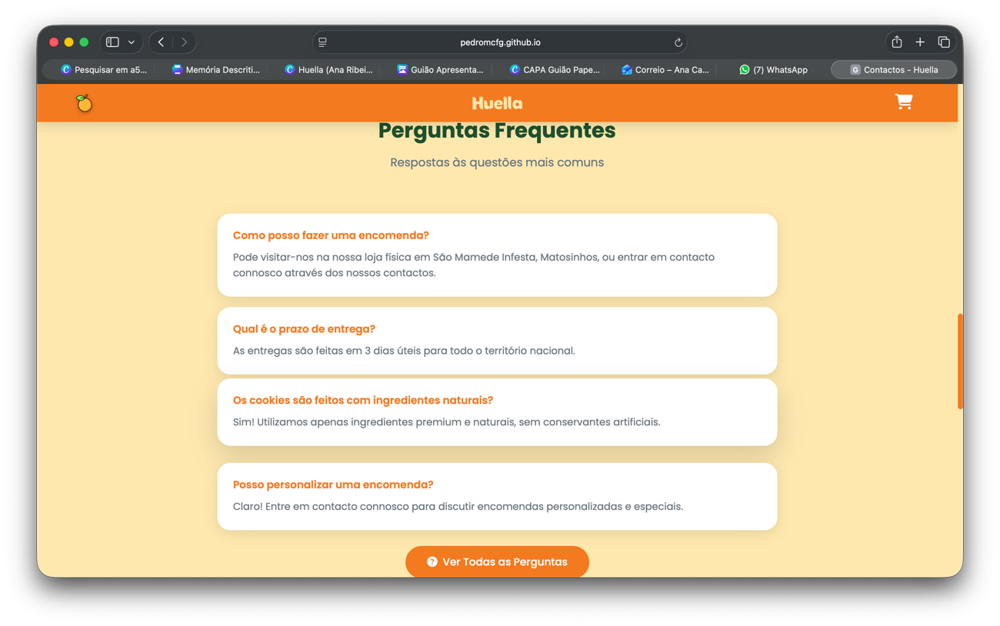 pedromcfg.github.io
Pesquisar em a5...
Memória Descriti...
Huella (Ana Ribei...
Guião Apresenta...
CAPA Guião Pape...
Correio – Ana Ca...
(7) WhatsApp
G Contactos - Huella
Huella
Perguntas Frequentes
Respostas às questões mais comuns
Como posso fazer uma encomenda?
Pode visitar-nos na nossa loja física em São Mamede Infesta, Matosinhos, ou entrar em contacto
connosco através dos nossos contactos.
Qual é o prazo de entrega?
As entregas são feitas em 3 dias úteis para todo o território nacional.
Os cookies são feitos com ingredientes naturais?
Sim! Utilizamos apenas ingredientes premium e naturais, sem conservantes artificiais.
Posso personalizar uma encomenda?
Claro! Entre em contacto connosco para discutir encomendas personalizadas e especiais.
? Ver Todas as Perguntas